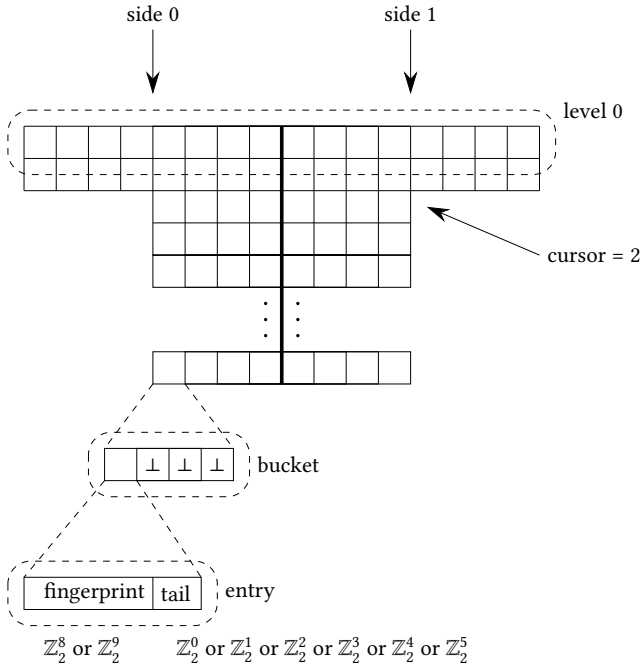 side 0 side 1
level 0
cursor = 2
⊥ ⊥ ⊥
bucket
fingerprint tail entry
ℤ₂⁸ or ℤ₂⁹ ℤ₂⁰ or ℤ₂¹ or ℤ₂² or ℤ₂³ or ℤ₂⁴ or ℤ₂⁵